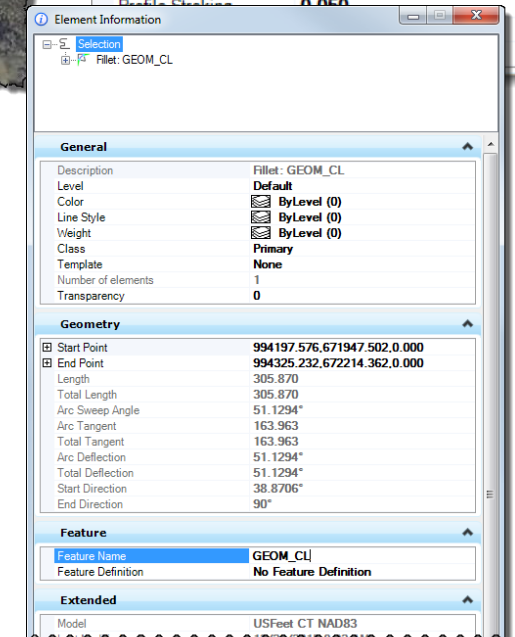 Profile Stroking 0.050
Element Information
Selection
Fillet: GEOM_CL
General
Description Fillet: GEOM_CL
Level Default
Color ByLevel (0)
Line Style ByLevel (0)
Weight ByLevel (0)
Class Primary
Template None
Number of elements 1
Transparency 0
Geometry
Start Point 994197.576,671947.502,0.000
End Point 994325.232,672214.362,0.000
Length 305.870
Total Length 305.870
Arc Sweep Angle 51.1294°
Arc Tangent 163.963
Total Tangent 163.963
Arc Deflection 51.1294°
Total Deflection 51.1294°
Start Direction 38.8706°
End Direction 90°
Feature
Feature Name GEOM_CL
Feature Definition No Feature Definition
Extended
Model USFeet CT NAD83